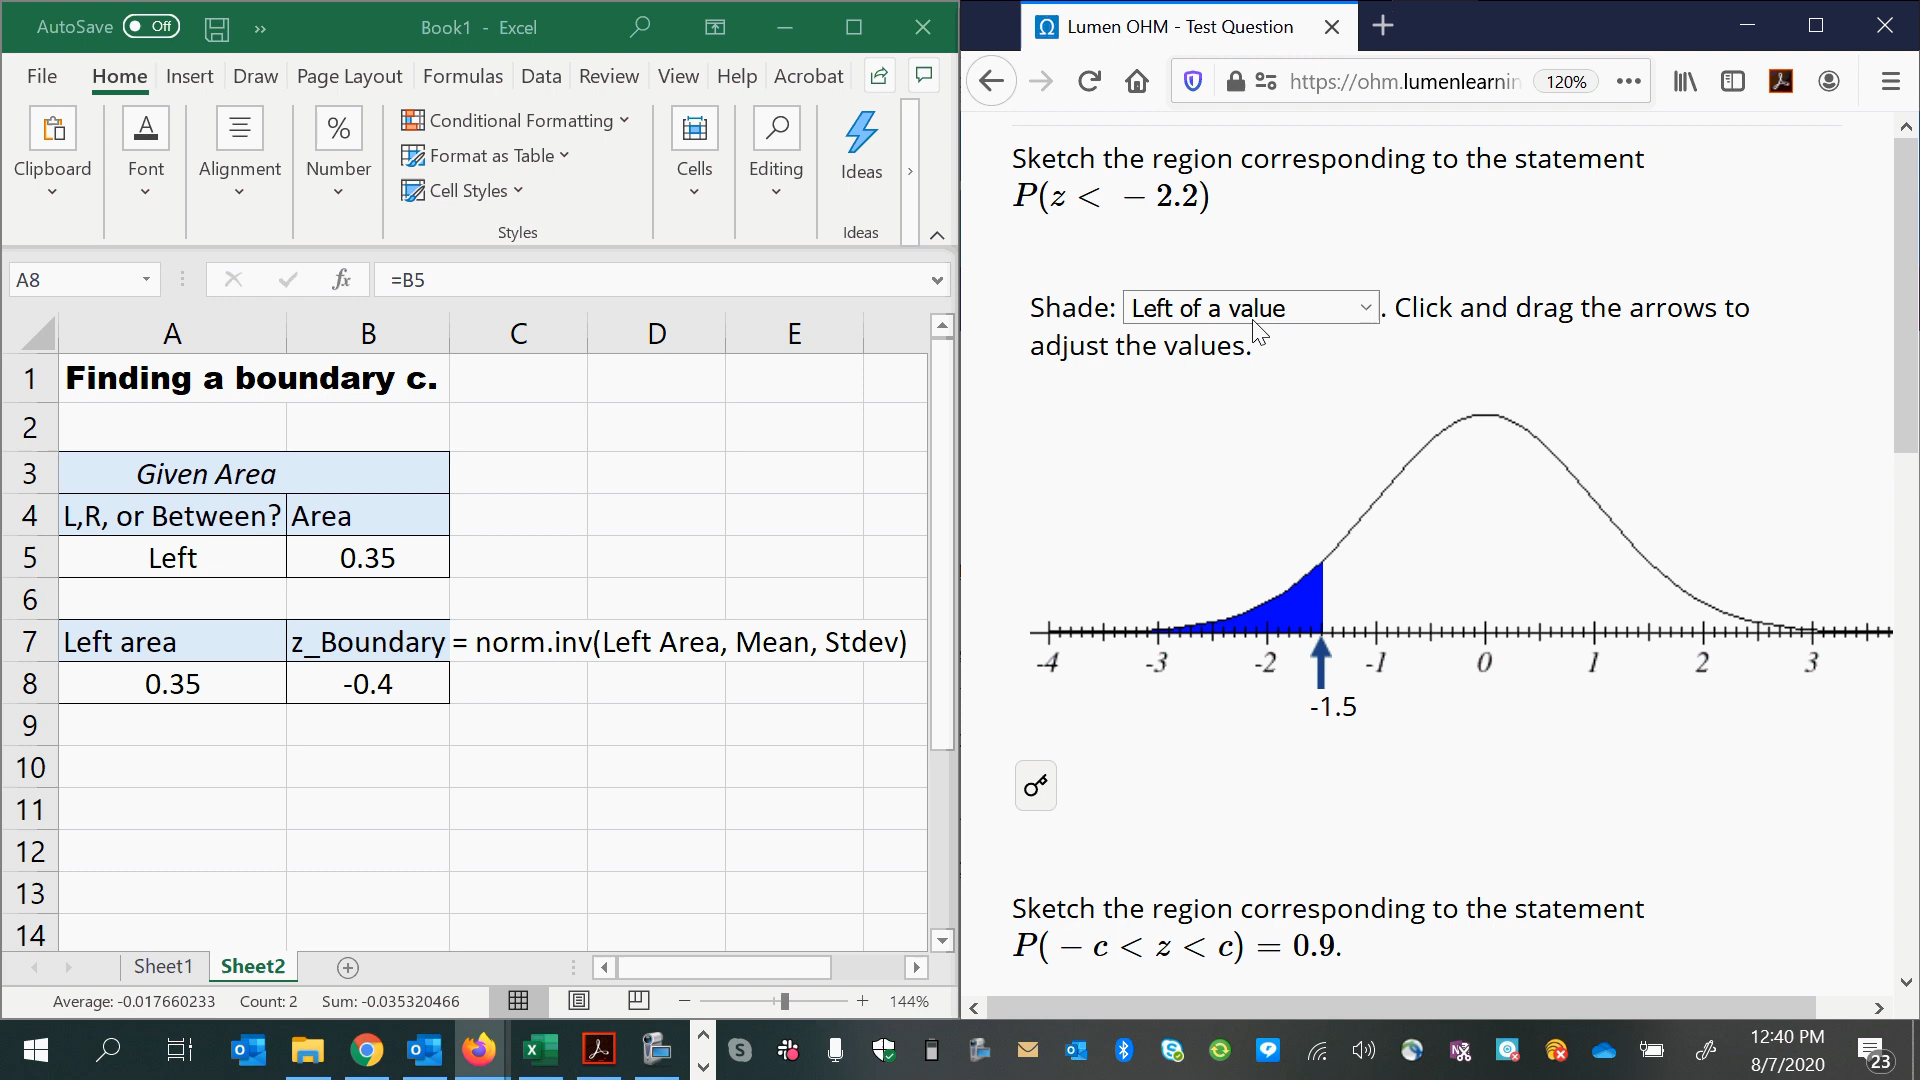 AutoSave Off Book1 - Excel
File Home Insert Draw Page Layout Formulas Data Review View Help Acrobat
Clipboard
Font
Alignment
%
Number
Conditional Formatting
Format as Table
Cell Styles
Styles
Cells
Editing
Ideas
Ideas
A8 fx =B5
A B C D E
1 Finding a boundary c.
2
3 Given Area
4 L,R, or Between? Area
5 Left 0.35
6
7 Left area z_Boundary = norm.inv(Left Area, Mean, Stdev)
8 0.35 -0.4
9
10
11
12
13
14
Sheet1 Sheet2
Average: -0.017660233 Count: 2 Sum: -0.035320466 144%
Lumen OHM - Test Question
https://ohm.lumenlearnin 120%
Sketch the region corresponding to the statement
P(z < − 2.2)
Shade: Left of a value . Click and drag the arrows to
adjust the values.
-4 -3 -2 -1 0 1 2 3
-1.5
Sketch the region corresponding to the statement
P( − c < z < c) = 0.9.
12:40 PM
8/7/2020
23